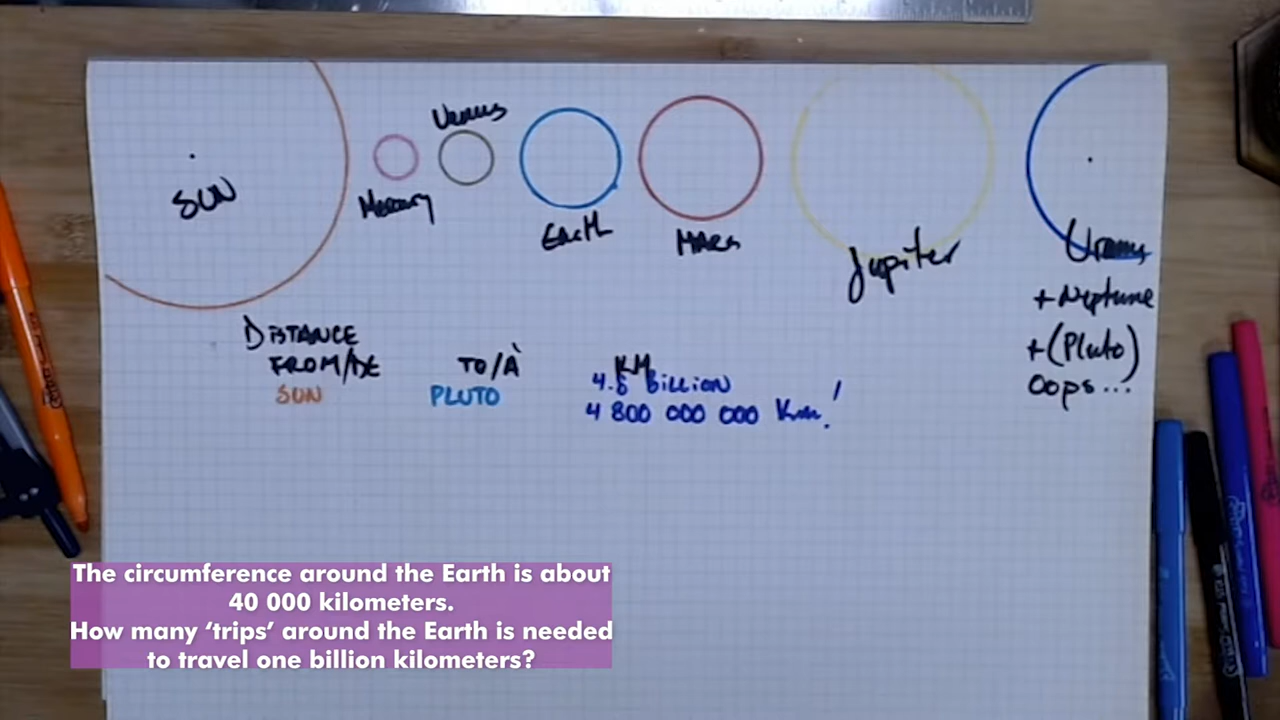 Venus
SUN
Mercury
Earth
MARS
Jupiter
Uranus
+ Neptune
+ (Pluto)
Oops...
DISTANCE
FROM/DE
TO/À
KM
SUN
PLUTO
4.8 BILLION
4 800 000 000 Km!
The circumference around the Earth is about
40 000 kilometers.
How many ‘trips’ around the Earth is needed
to travel one billion kilometers?